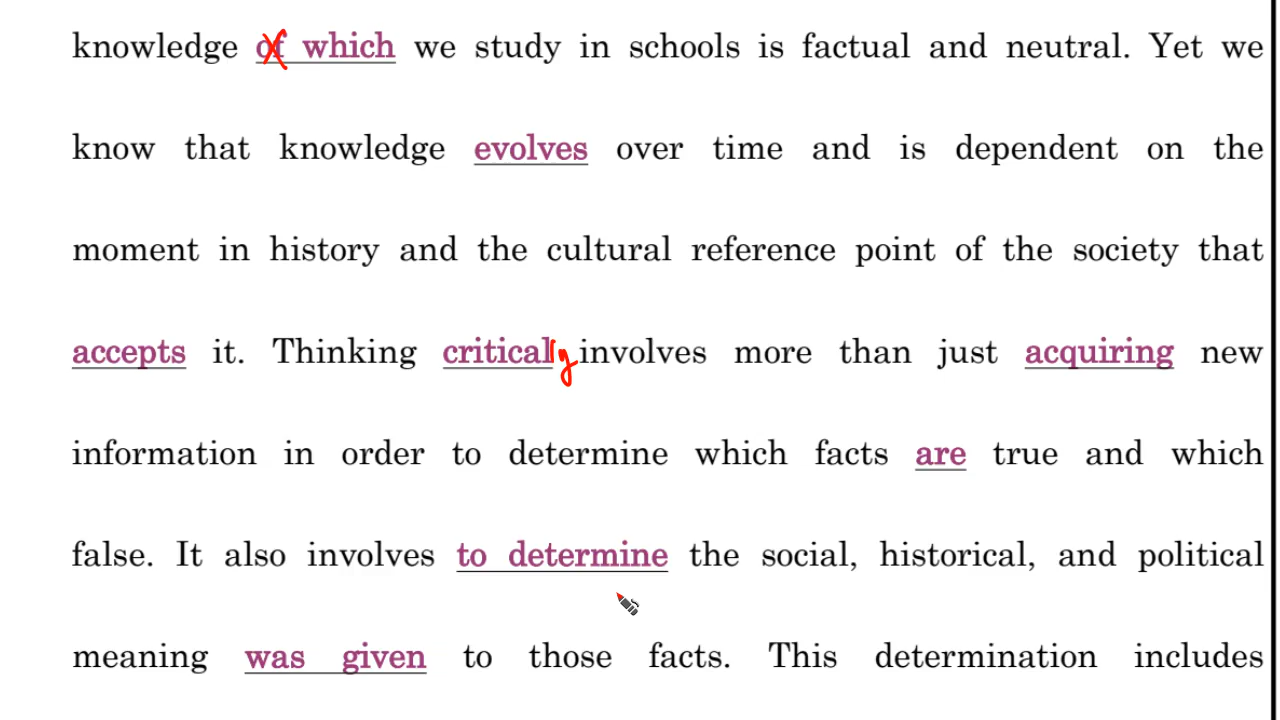 knowledge of which we study in schools is factual and neutral. Yet we
know that knowledge evolves over time and is dependent on the
moment in history and the cultural reference point of the society that
accepts it. Thinking critically involves more than just acquiring new
information in order to determine which facts are true and which
false. It also involves to determine the social, historical, and political
meaning was given to those facts. This determination includes